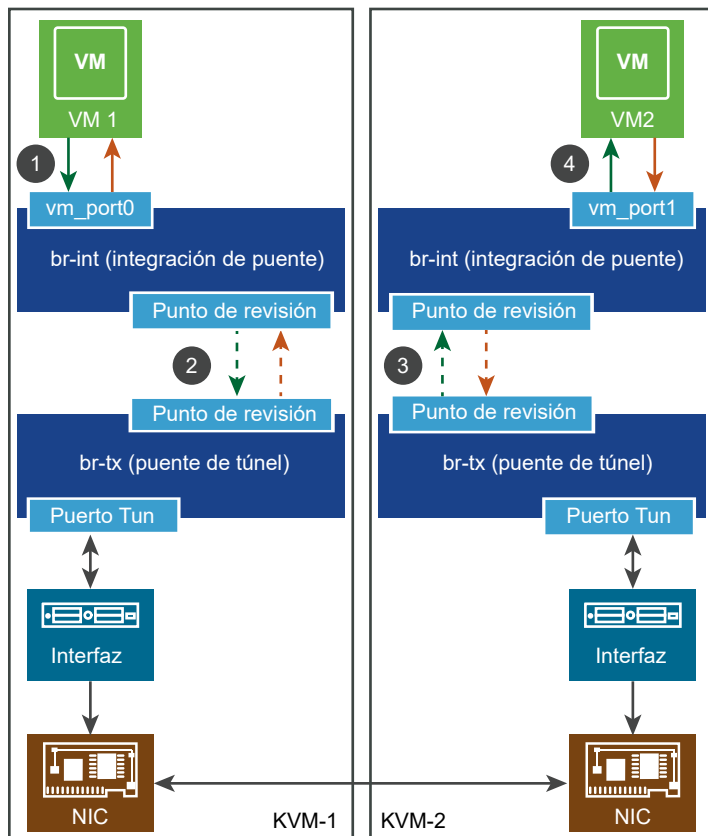 VM
VM 1
1
vm_port0
br-int (integración de puente)
Punto de revisión
2
Punto de revisión
br-tx (puente de túnel)
Puerto Tun
Interfaz
NIC
KVM-1
VM
VM2
4
vm_port1
br-int (integración de puente)
Punto de revisión
3
Punto de revisión
br-tx (puente de túnel)
Puerto Tun
Interfaz
NIC
KVM-2